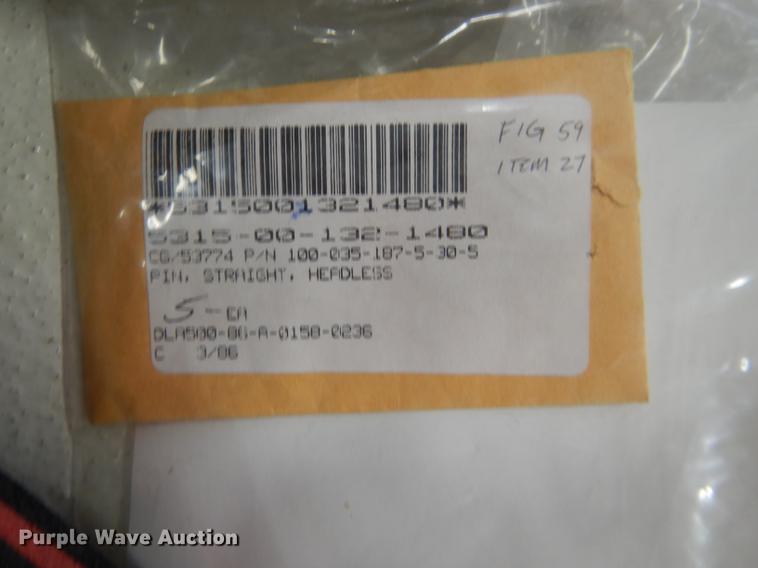 FIG 59
ITEM 27
*5315001321480*
5315-00-132-1480
CG/53774 P/N 100-035-187-5-30-5
PIN, STRAIGHT, HEADLESS
5-EA
DLA500-86-A-0158-0236
C 3/86
Purple Wave Auction